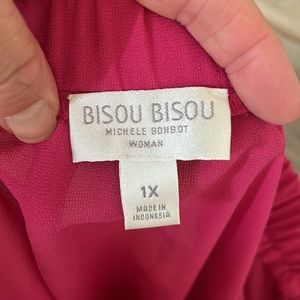 BISOU BISOU
MICHELE BOHBOT
WOMAN
1X
MADE IN
INDONESIA